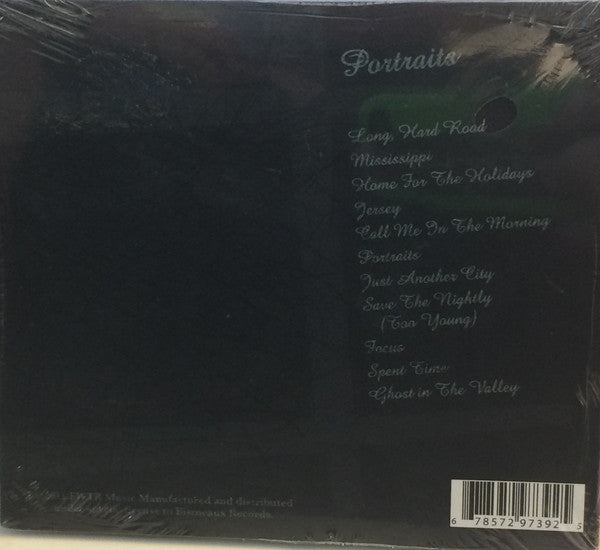 Portraits
Long, Hard Road
Mississippi
Home For The Holidays
Jersey
Call Me In The Morning
Portraits
Just Another City
Save The Nightly
(Too Young)
Focus
Spent Time
Ghost in The Valley
Music Manufactured and distributed
to Eisneaux Records.
6 78572 97392 5